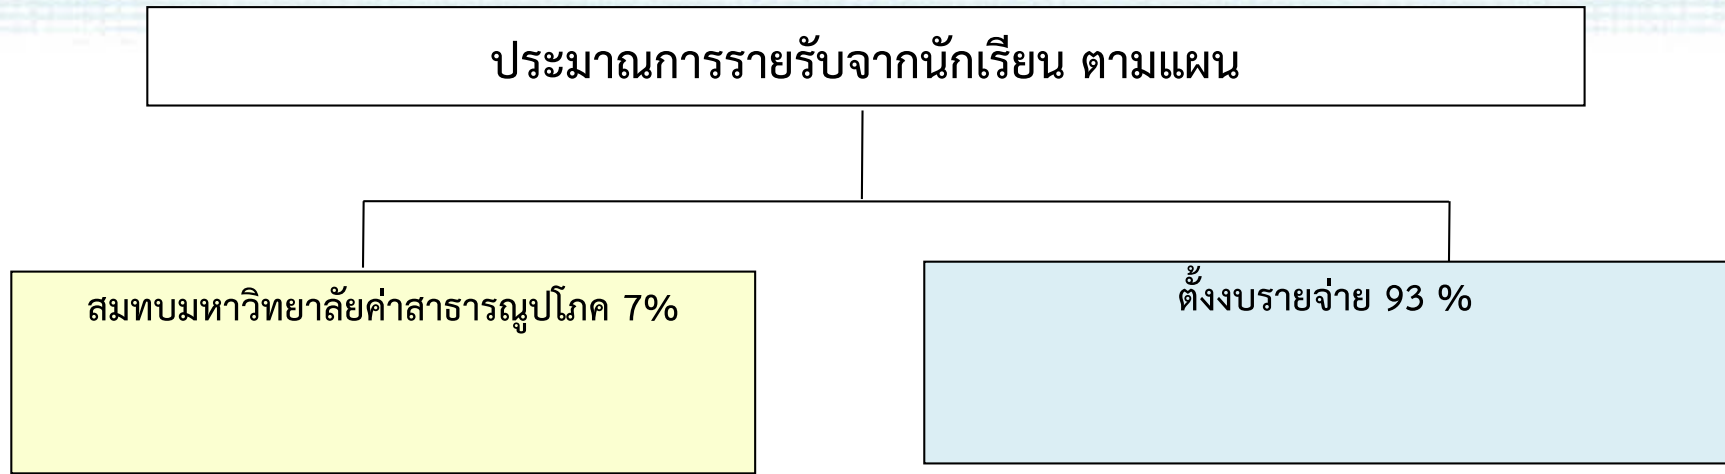 ประมาณการรายรับจากนักเรียน ตามแผน
สมทบมหาวิทยาลัยค่าสาธารณูปโภค 7%
ตั้งงบรายจ่าย 93 %